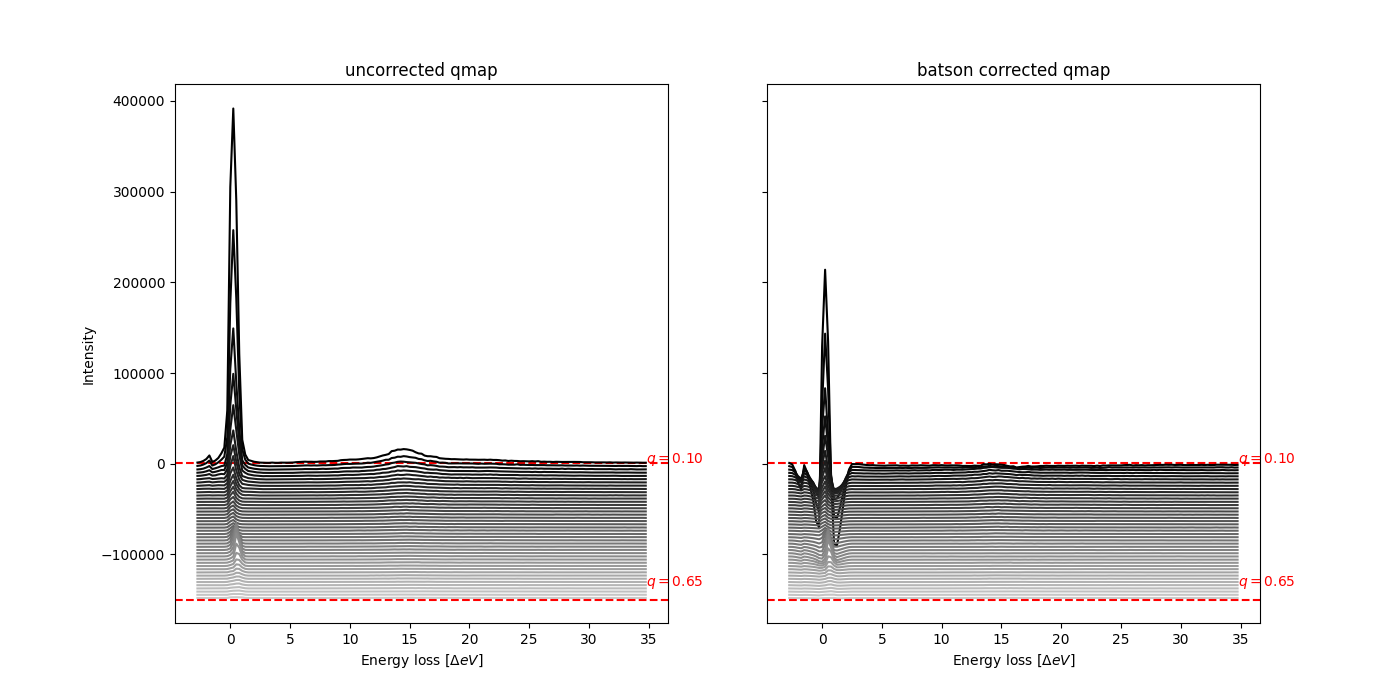 uncorrected qmap
batson corrected qmap
400000
300000
200000
100000
0
−100000
Intensity
q = 0.10
q = 0.65
q = 0.10
q = 0.65
0 5 10 15 20 25 30 35
0 5 10 15 20 25 30 35
Energy loss [ΔeV]
Energy loss [ΔeV]